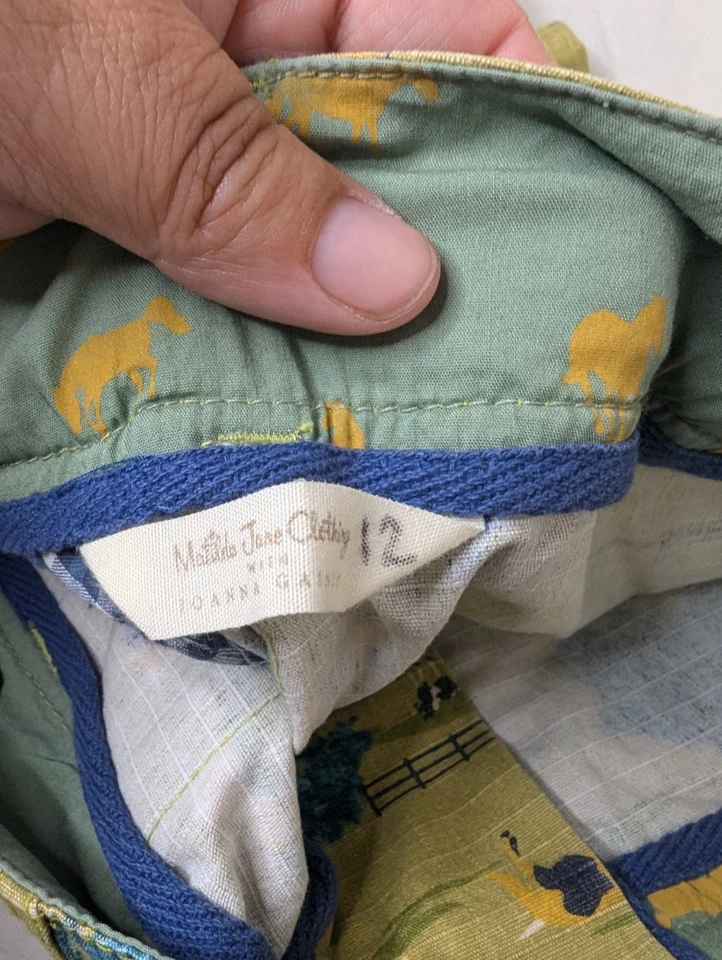 Matilda Jane Clothing 12
WITH
JOANNA GAINES